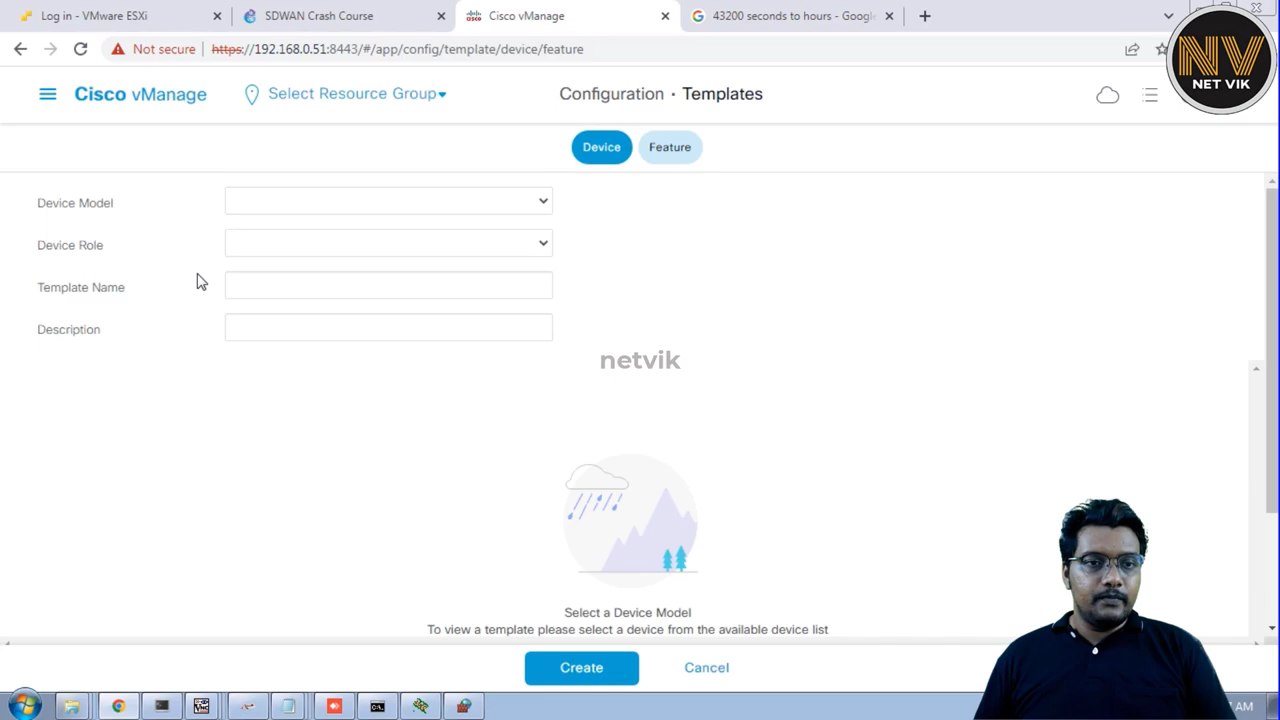 Log in - VMware ESXi
SDWAN Crash Course
Cisco vManage
43200 seconds to hours - Google
Not secure
https://192.168.0.51:8443/#/app/config/template/device/feature
NV
NET VIK
Cisco vManage
Select Resource Group
Configuration · Templates
Device
Feature
Device Model
Device Role
Template Name
Description
netvik
Select a Device Model
To view a template please select a device from the available device list
Create
Cancel
AM